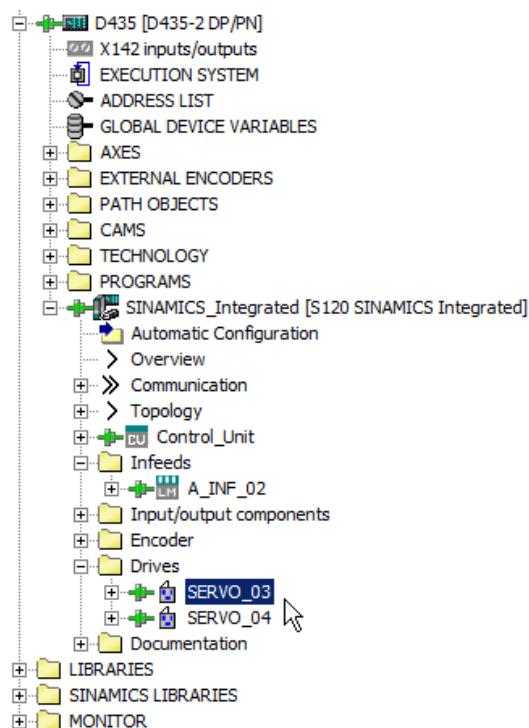 D435 [D435-2 DP/PN]
X142 inputs/outputs
EXECUTION SYSTEM
ADDRESS LIST
GLOBAL DEVICE VARIABLES
AXES
EXTERNAL ENCODERS
PATH OBJECTS
CAMS
TECHNOLOGY
PROGRAMS
SINAMICS_Integrated [S120 SINAMICS Integrated]
Automatic Configuration
Overview
Communication
Topology
CU Control_Unit
Infeeds
LM A_INF_02
Input/output components
Encoder
Drives
SERVO_03
SERVO_04
Documentation
LIBRARIES
SINAMICS LIBRARIES
MONITOR